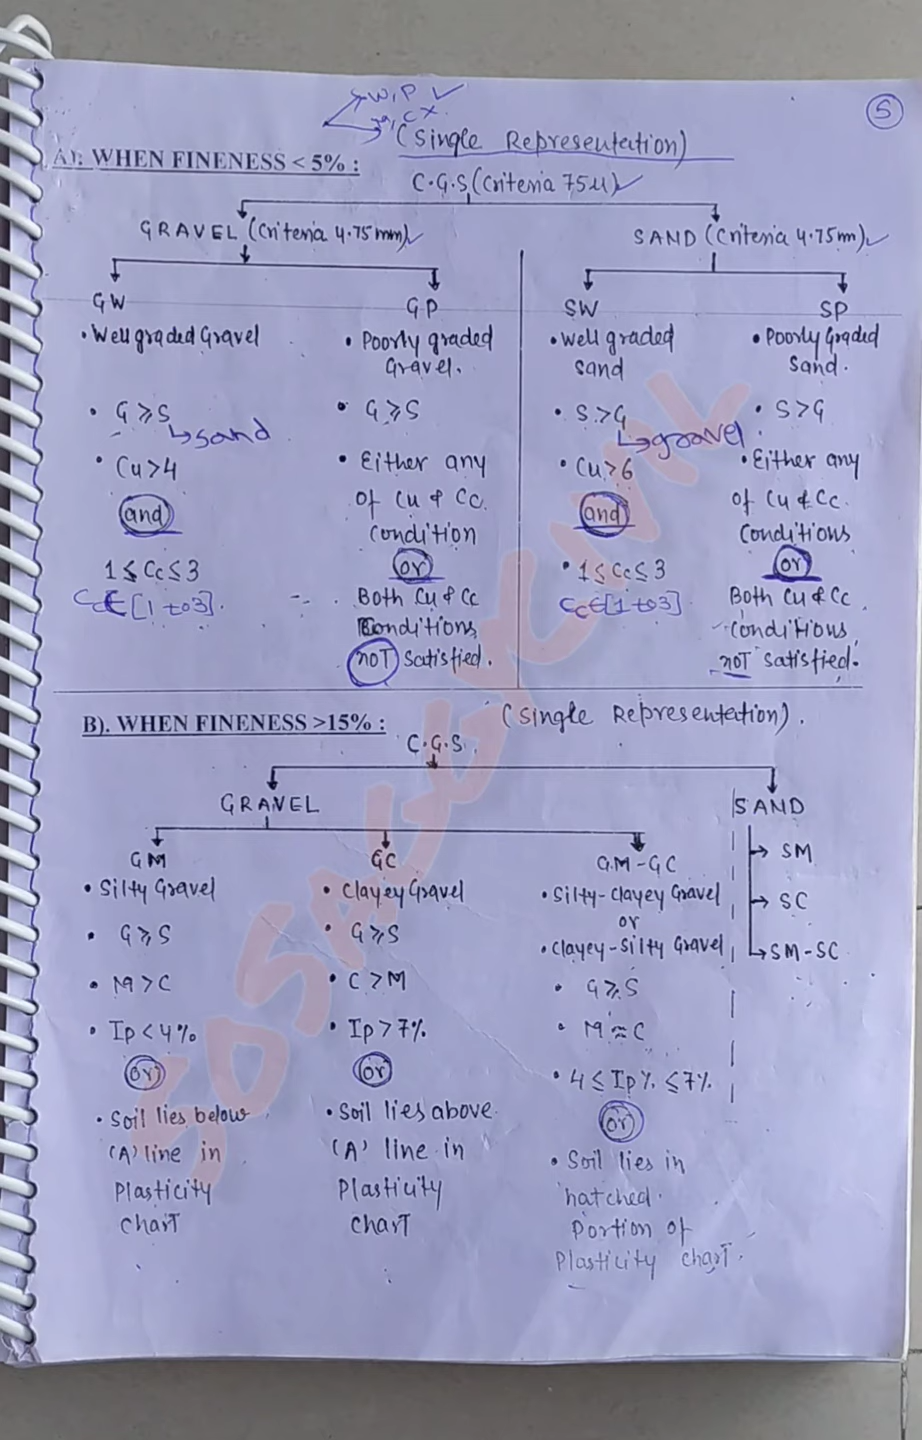 W, P ✓
M, C ×
5
(Single Representation)
A). WHEN FINENESS < 5% :
C.G.S (Criteria 75μ) ✓
GRAVEL (Criteria 4.75mm) ✓
SAND (Criteria 4.75m) ✓
GW
GP
SW
SP
• Well graded Gravel
• Poorly graded
Gravel.
• Well graded
sand
• Poorly Graded
Sand.
• G ⩾ S
↳ sand
• G ⩾ S
• S > G
↳ gravel
• S > G
• Cu > 4
and
1 ≤ Cc ≤ 3
Cc ∈ [1 to 3].
• Either any
of Cu & Cc
Condition
or
Both Cu & Cc
Conditions
noT Satisfied.
• Cu > 6
and
• 1 ≤ Cc ≤ 3
Cc ∈ [1 to 3]
• Either any
of Cu & Cc.
Conditions
or
Both Cu & Cc
Conditions
noT Satisfied.
B). WHEN FINENESS >15% :
(Single Representation).
C.G.S.
GRAVEL
SAND
GM
GC
GM-GC
→ SM
→ SC
↳ SM-SC
• Silty Gravel
• G ⩾ S
• M > C
• Ip < 4%
or
• Soil lies below
(A) line in
Plasticity
chart
• Clayey Gravel
• G ⩾ S
• C > M
• Ip > 7%
or
• Soil lies above
(A) line in
Plasticity
chart
• Silty-Clayey Gravel
or
• Clayey-Silty Gravel
• G ⩾ S
• M ≈ C
• 4 ≤ Ip% ≤ 7%
or
• Soil lies in
hatched
Portion of
Plasticity chart.